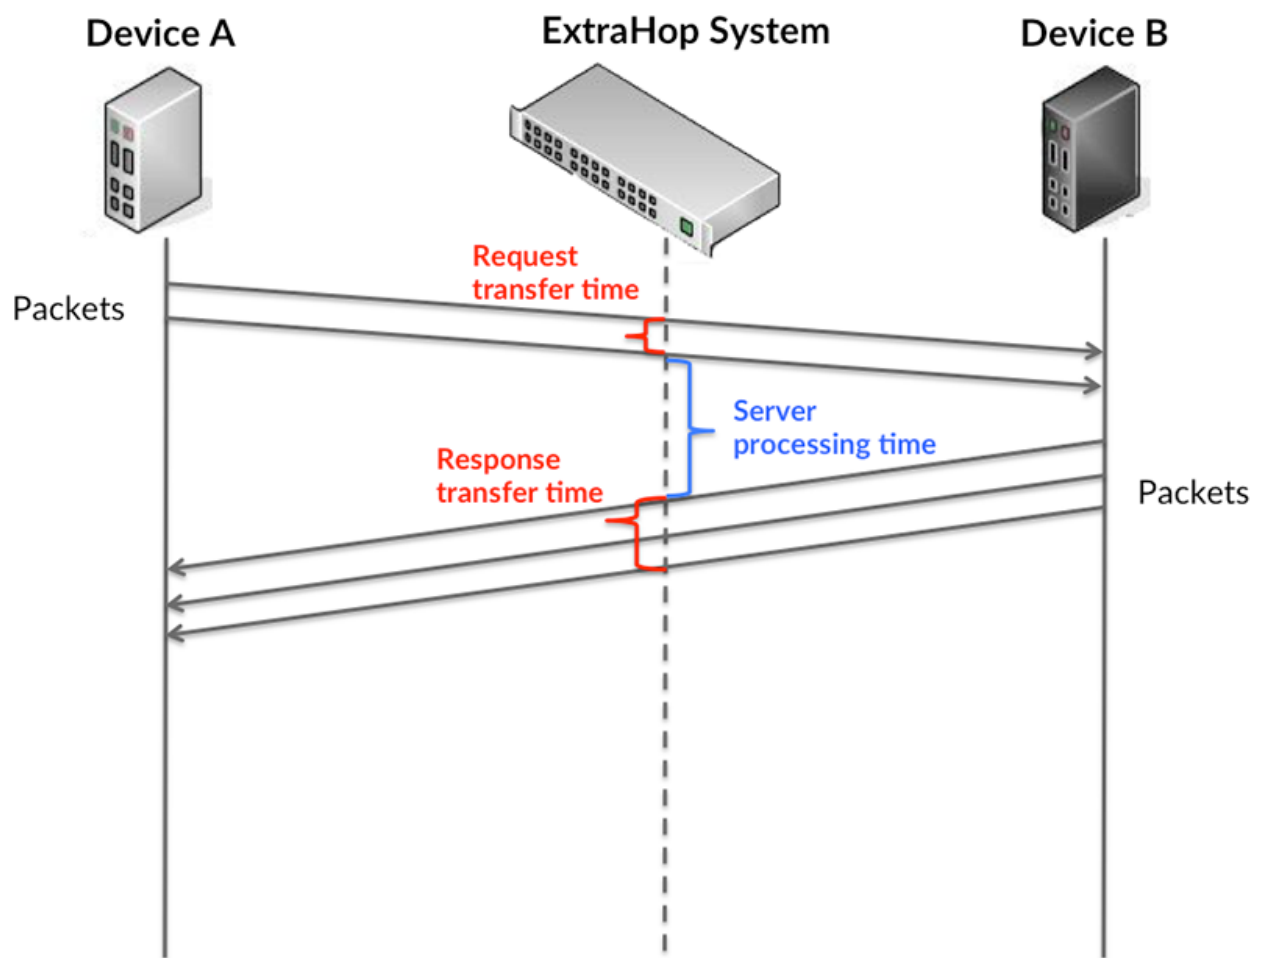 Device A
ExtraHop System
Device B
Request
transfer time
Packets
Server
processing time
Response
transfer time
Packets